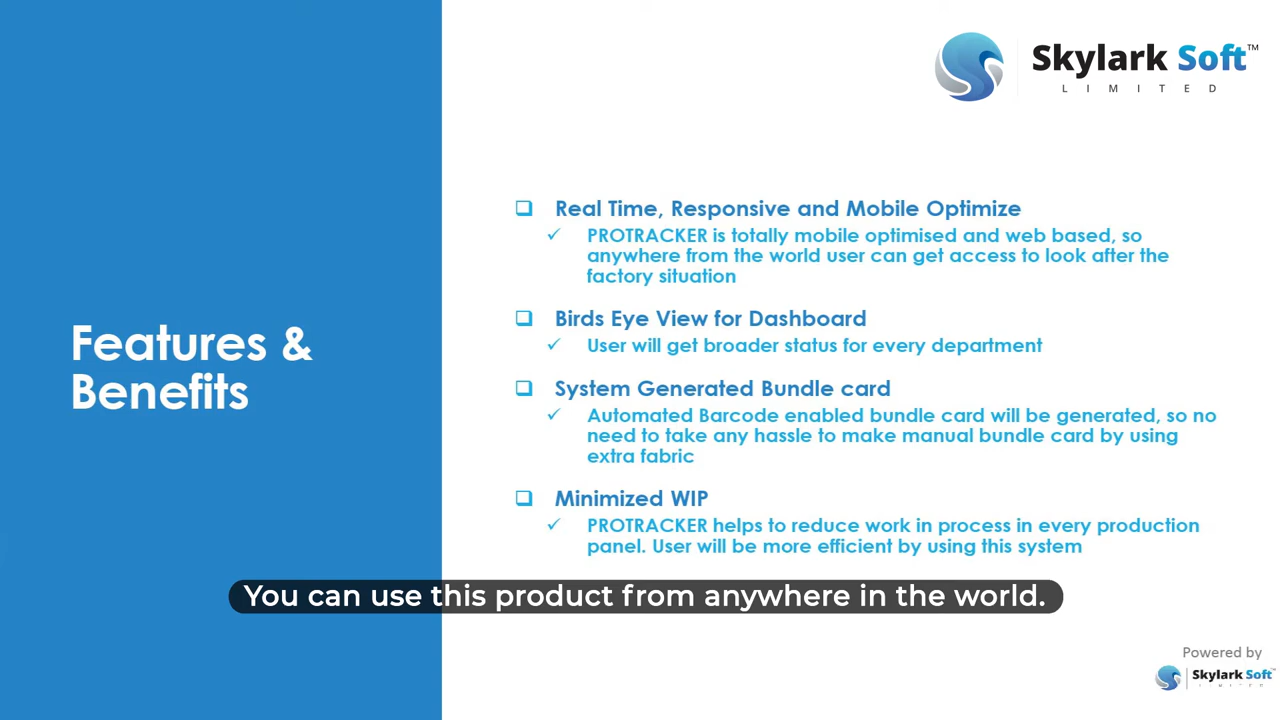 Skylark Soft™
LIMITED
Features &
Benefits
Real Time, Responsive and Mobile Optimize
PROTRACKER is totally mobile optimised and web based, so
anywhere from the world user can get access to look after the
factory situation
Birds Eye View for Dashboard
User will get broader status for every department
System Generated Bundle card
Automated Barcode enabled bundle card will be generated, so no
need to take any hassle to make manual bundle card by using
extra fabric
Minimized WIP
PROTRACKER helps to reduce work in process in every production
panel. User will be more efficient by using this system
You can use this product from anywhere in the world.
Powered by
Skylark Soft™
LIMITED